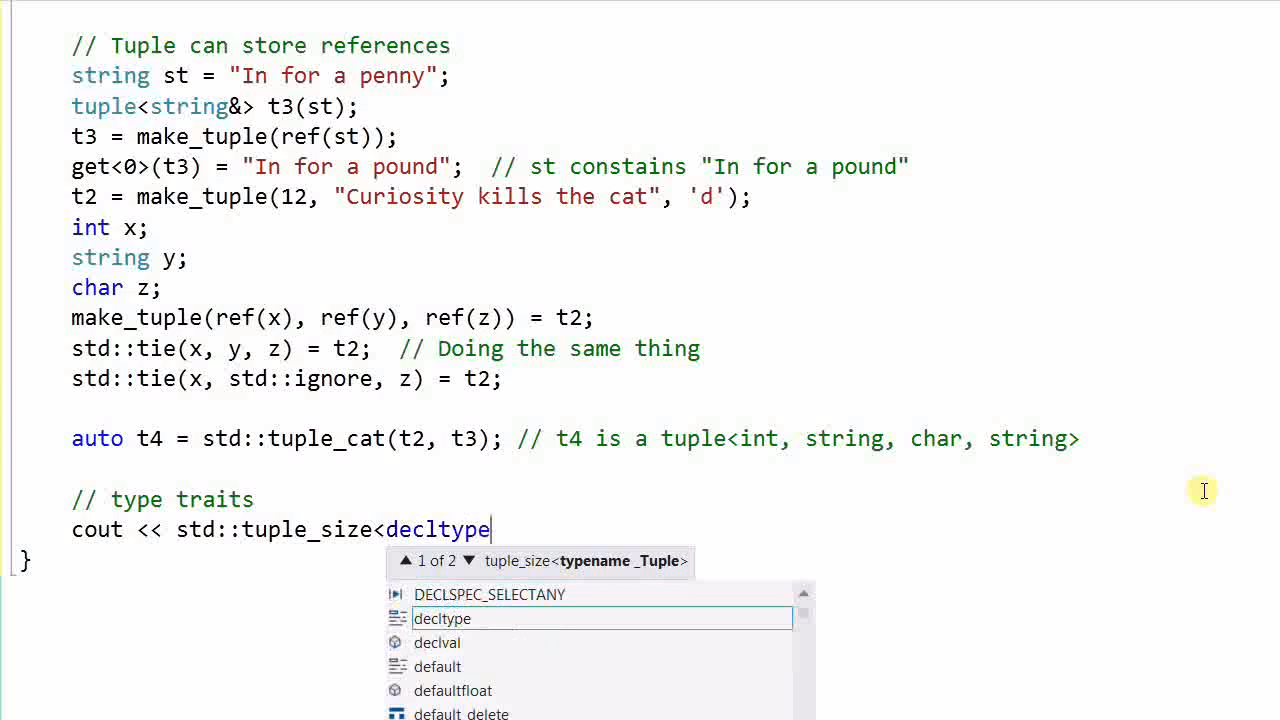 // Tuple can store references
string st = "In for a penny";
tuple<string&> t3(st);
t3 = make_tuple(ref(st));
get<0>(t3) = "In for a pound";  // st constains "In for a pound"
t2 = make_tuple(12, "Curiosity kills the cat", 'd');
int x;
string y;
char z;
make_tuple(ref(x), ref(y), ref(z)) = t2;
std::tie(x, y, z) = t2;  // Doing the same thing
std::tie(x, std::ignore, z) = t2;
auto t4 = std::tuple_cat(t2, t3); // t4 is a tuple<int, string, char, string>
// type traits
cout << std::tuple_size<decltype
}
▲ 1 of 2 ▼ tuple_size<typename _Tuple>
DECLSPEC_SELECTANY
decltype
declval
default
defaultfloat
default_delete